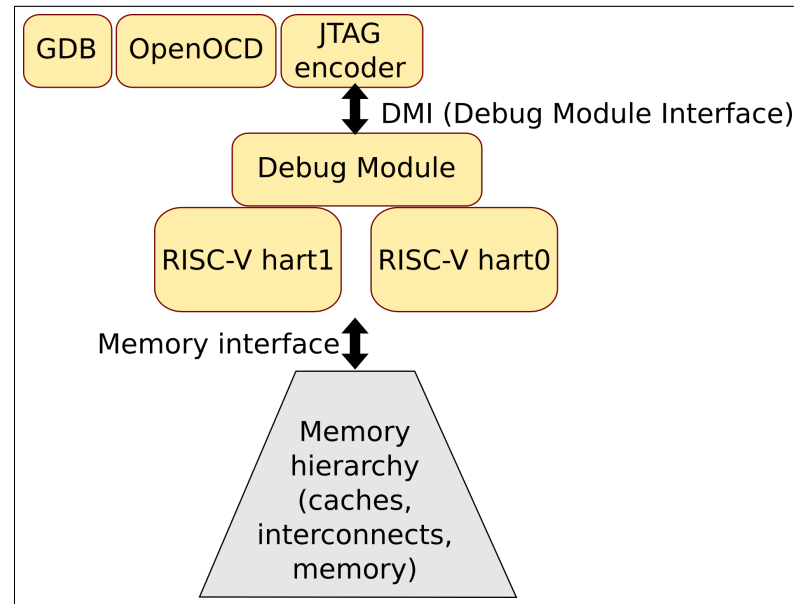 GDB
OpenOCD
JTAG
encoder
DMI (Debug Module Interface)
Debug Module
RISC-V hart1
RISC-V hart0
Memory interface
Memory
hierarchy
(caches,
interconnects,
memory)